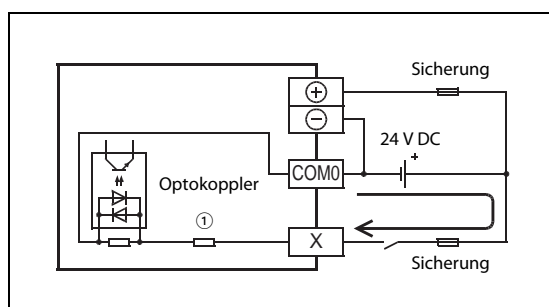 Sicherung
+
−
24 V DC
+
COM0
Optokoppler
①
X
Sicherung